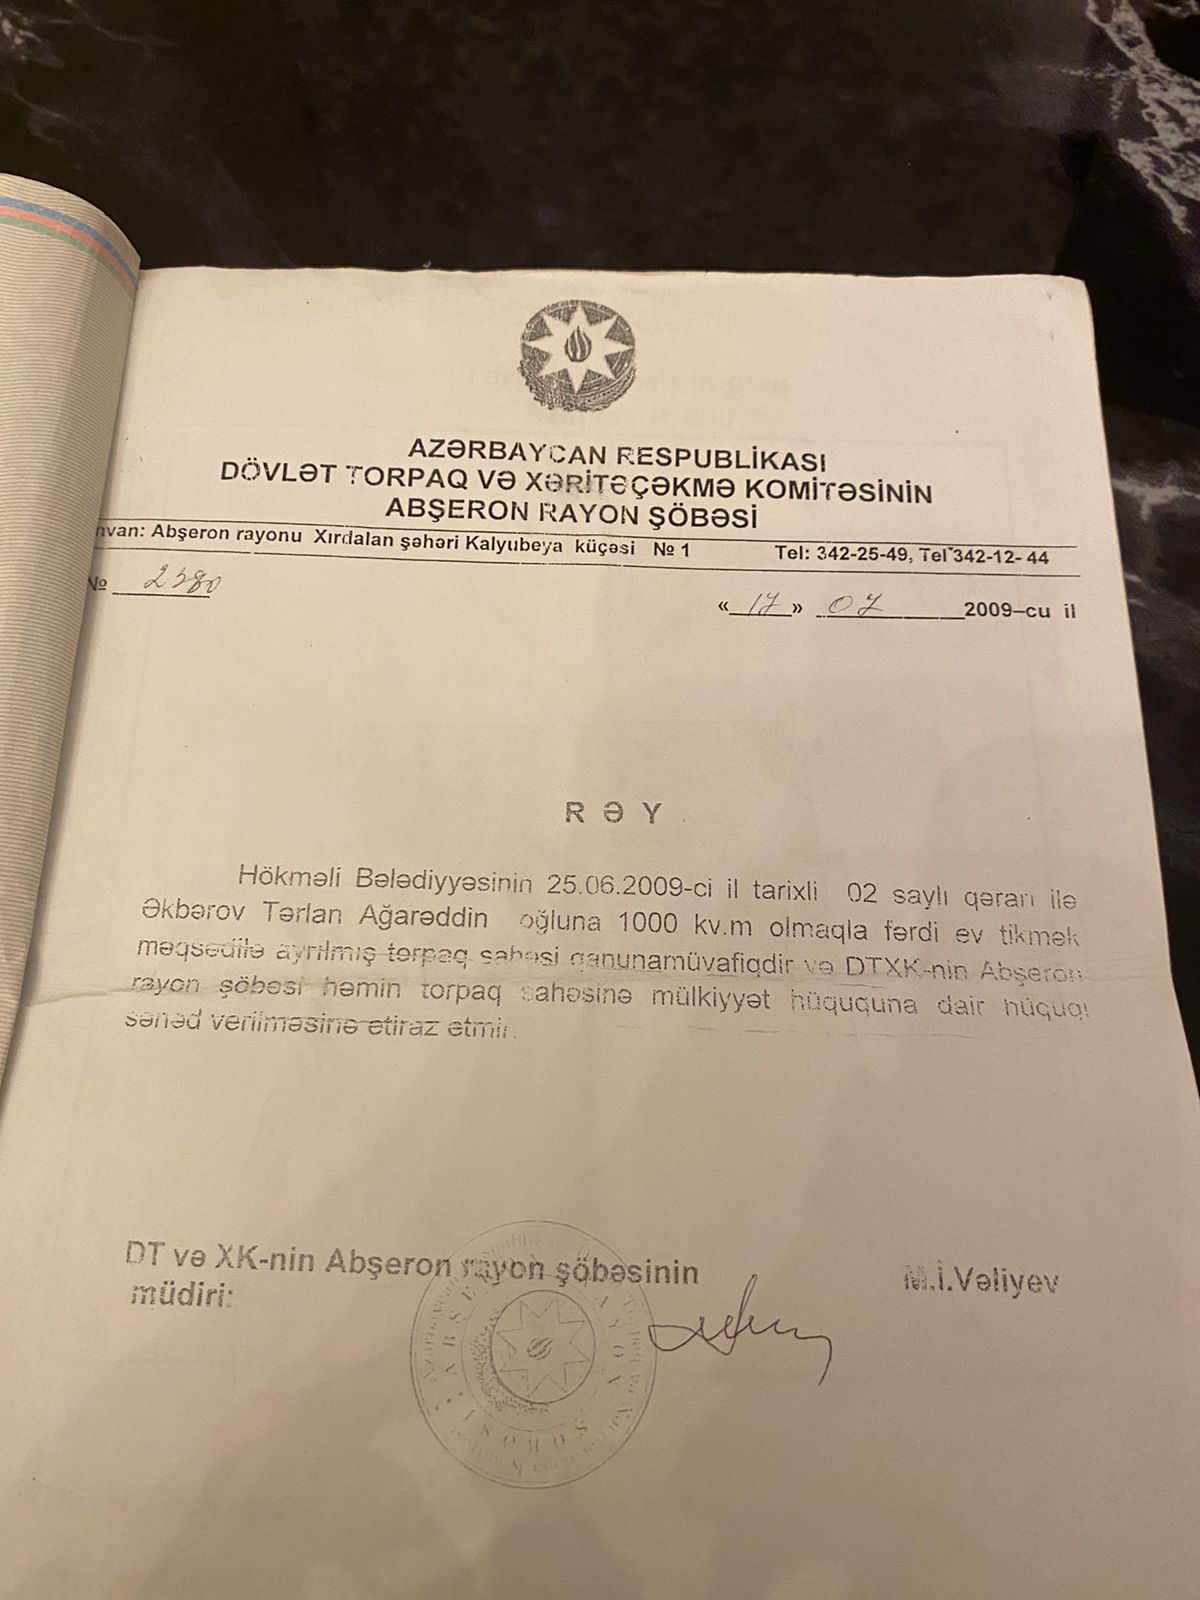 AZƏRBAYCAN RESPUBLİKASI
DÖVLƏT TORPAQ VƏ XƏRİTƏÇƏKMƏ KOMİTƏSİNİN
ABŞERON RAYON ŞÖBƏSİ
nvan: Abşeron rayonu Xırdalan şəhəri Kalyubeya küçəsi № 1 Tel: 342-25-49, Tel 342-12- 44
№ 2380
« 17 » 07 2009–cu il
R Ə Y
Hökməli Bələdiyyəsinin 25.06.2009-ci il tarixli 02 saylı qərarı ilə
Əkbərov Tərlan Ağarəddin oğluna 1000 kv.m olmaqla fərdi ev tikmək
məqsədilə ayrılmış torpaq sahəsi qanunamüvafiqdir və DTXK-nin Abşeron
rayon şöbəsi həmin torpaq sahəsinə mülkiyyət hüququna dair hüquqi
sənəd verilməsinə etiraz etmir.
DT və XK-nin Abşeron rayon şöbəsinin
müdiri: M.İ.Vəliyev